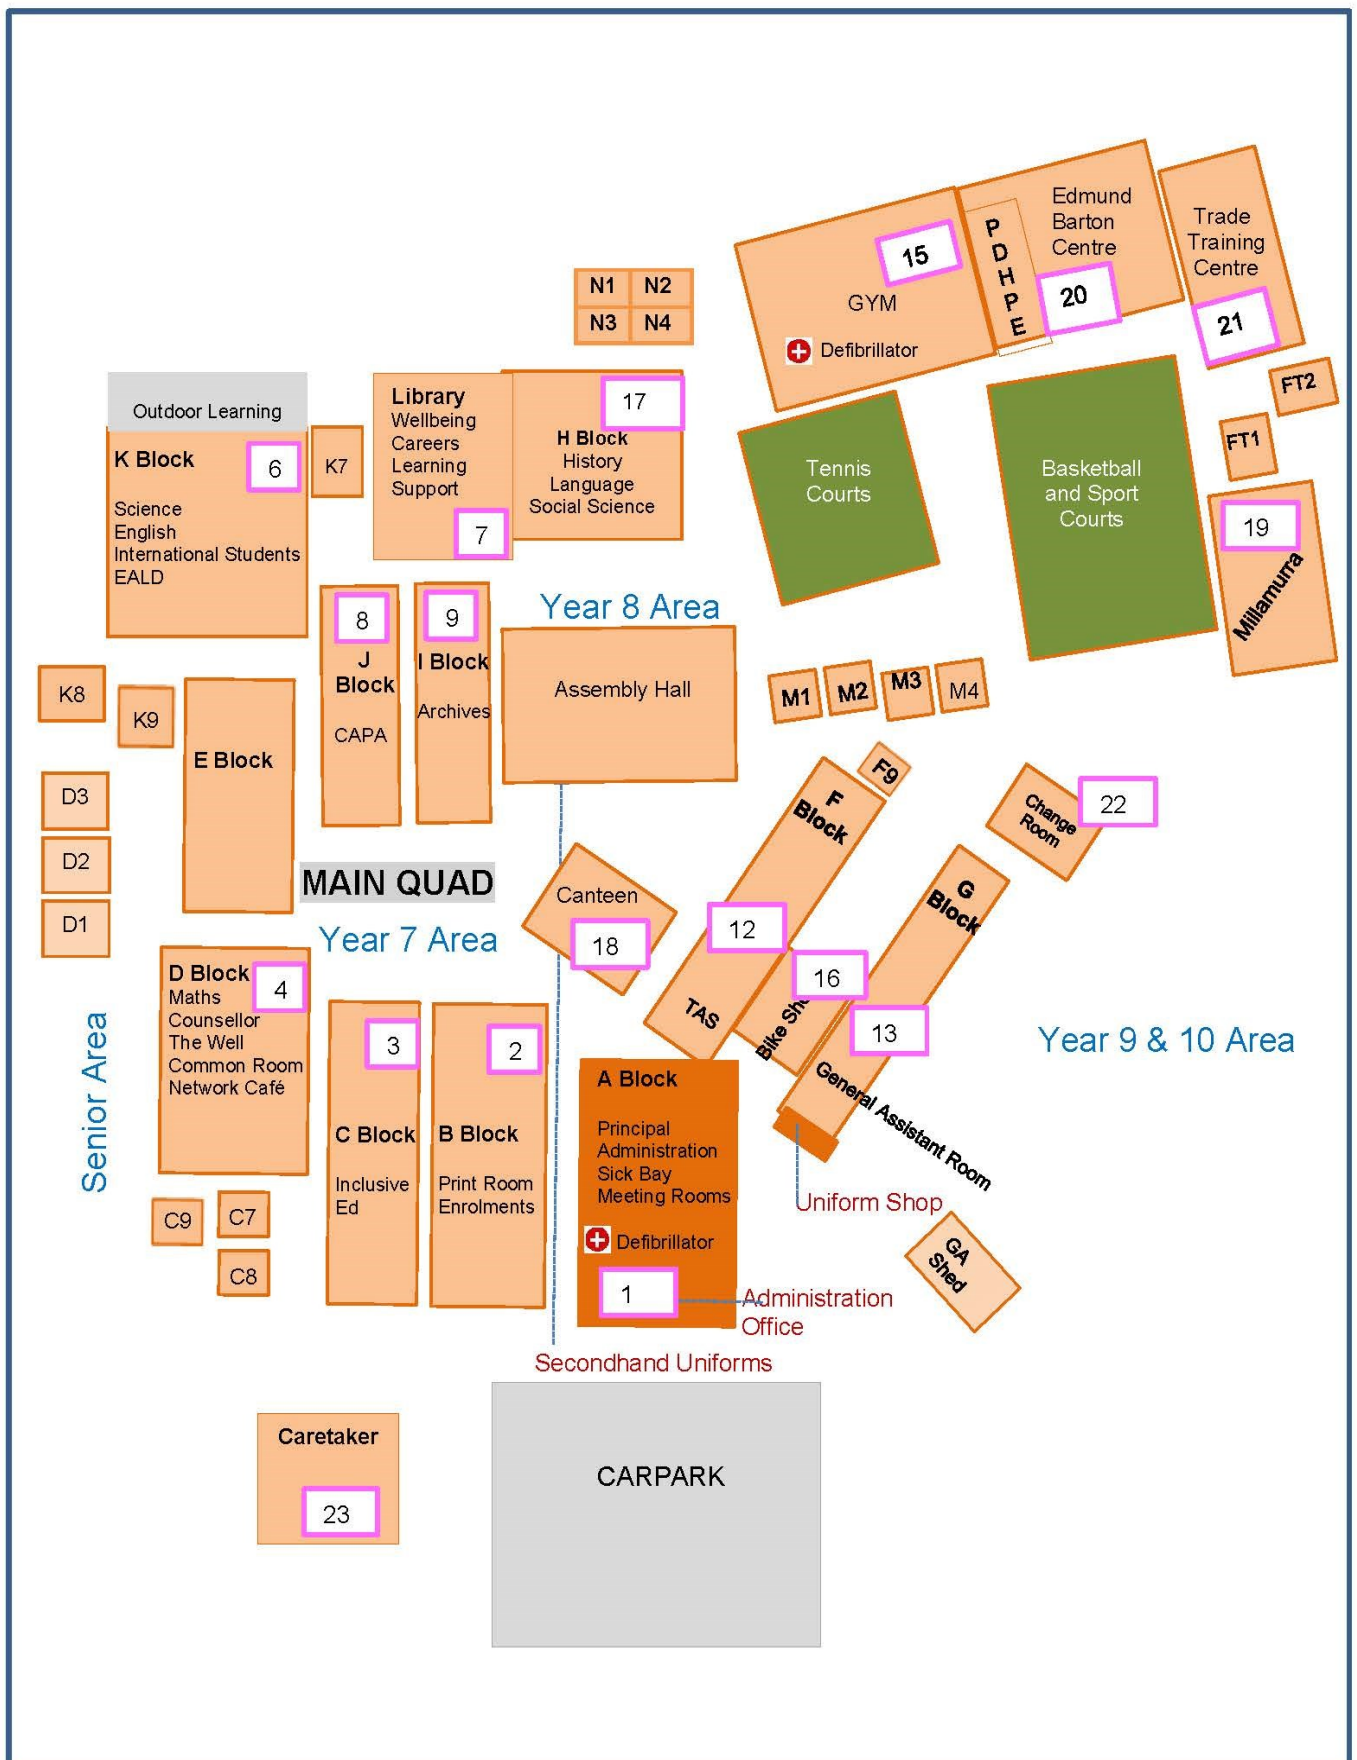 Edmund
Barton
Centre
PDHPE
20
Trade
Training
Centre
21
15
GYM
Defibrillator
N1 N2
N3 N4
FT2
FT1
Outdoor Learning
K Block
6
Science
English
International Students
EALD
K7
Library
Wellbeing
Careers
Learning
Support
7
17
H Block
History
Language
Social Science
Tennis
Courts
Basketball
and Sport
Courts
19
Millamurra
Year 8 Area
8
J
Block
CAPA
9
I Block
Archives
Assembly Hall
M1 M2 M3 M4
K8
K9
E Block
D3
D2
D1
F9
F
Block
12
TAS
Change
Room
22
G
Block
MAIN QUAD
Year 7 Area
Canteen
18
16
13
General Assistant Room
Year 9 & 10 Area
Senior Area
D Block
4
Maths
Counsellor
The Well
Common Room
Network Café
3
C Block
Inclusive
Ed
2
B Block
Print Room
Enrolments
A Block
Principal
Administration
Sick Bay
Meeting Rooms
Defibrillator
1
Bike
Uniform Shop
GA
Shed
C9
C7
C8
Administration
Office
Secondhand Uniforms
Caretaker
23
CARPARK